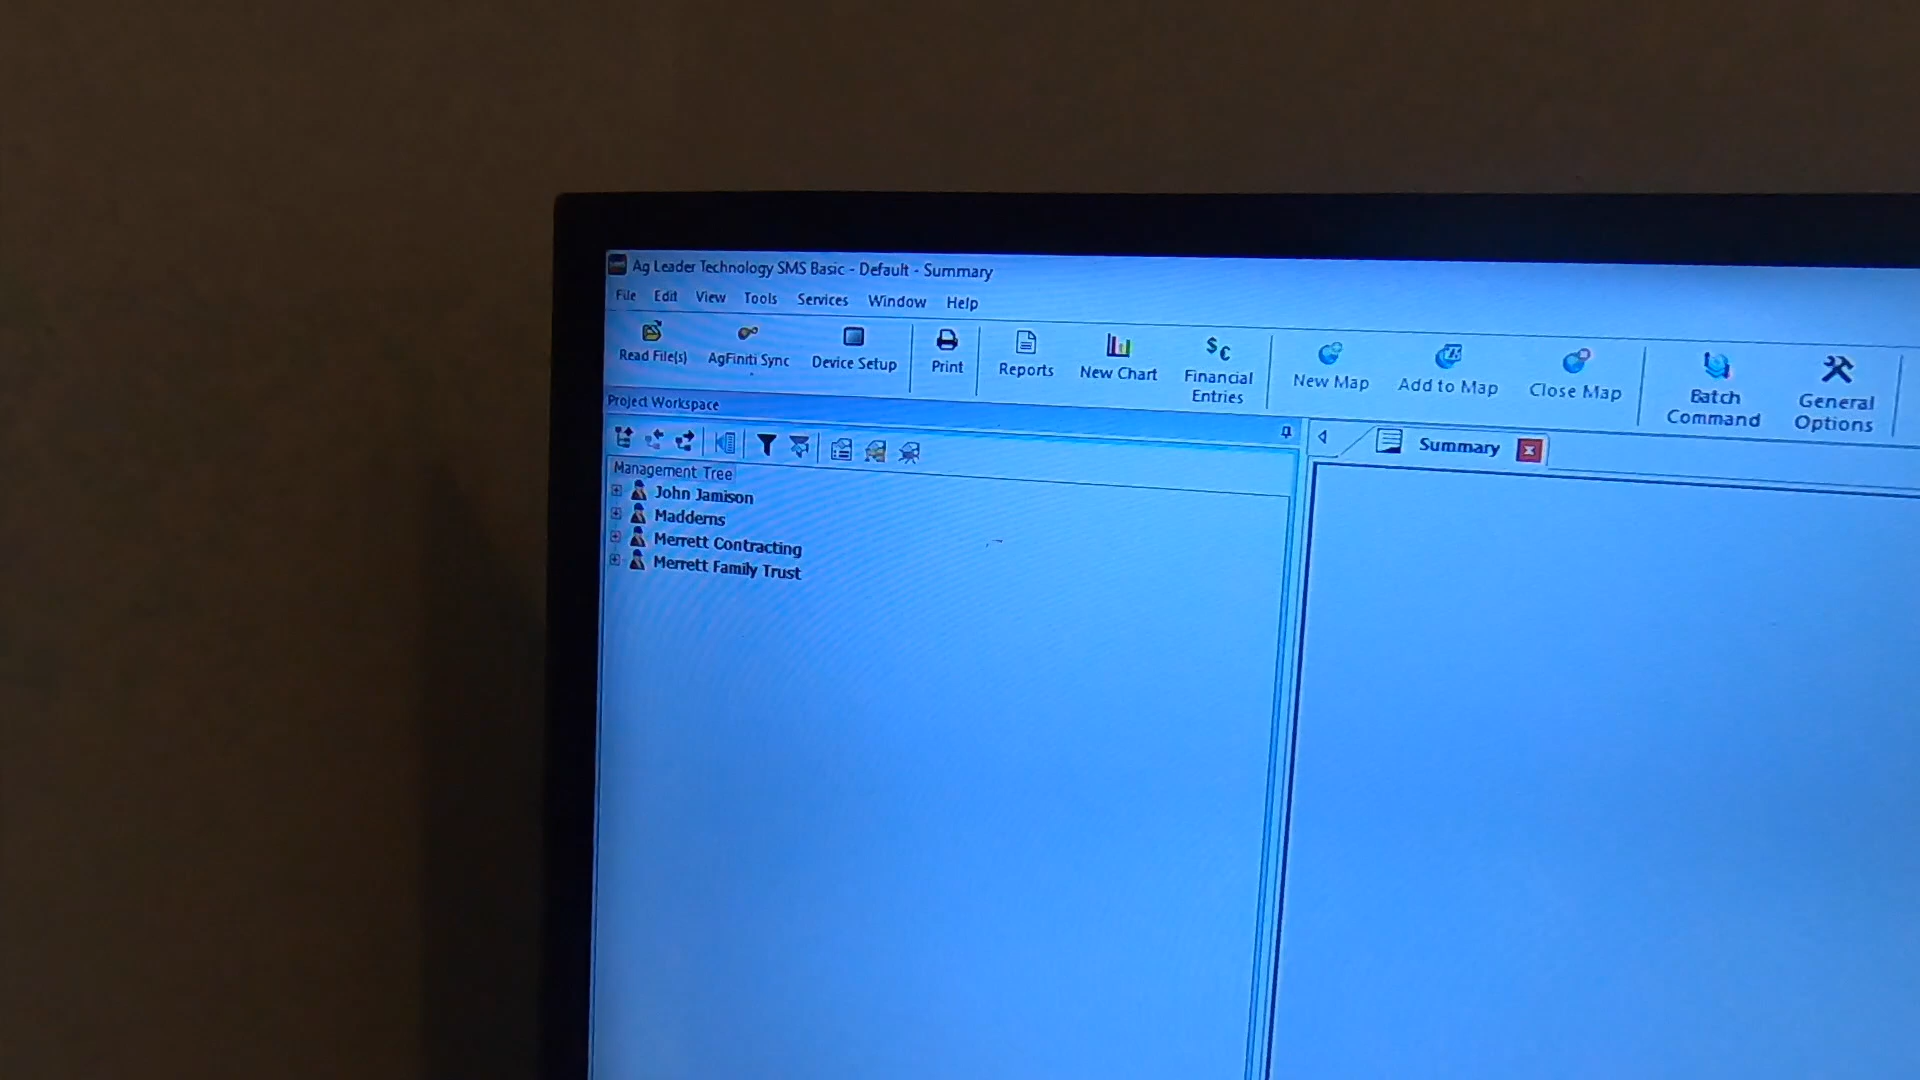 Ag Leader Technology SMS Basic - Default - Summary
File Edit View Tools Services Window Help
Read File(s) AgFiniti Sync Device Setup Print Reports New Chart Financial Entries New Map Add to Map Close Map Batch Command General Options
Project Workspace
Summary
Management Tree
John Jamison
Madderns
Merrett Contracting
Merrett Family Trust